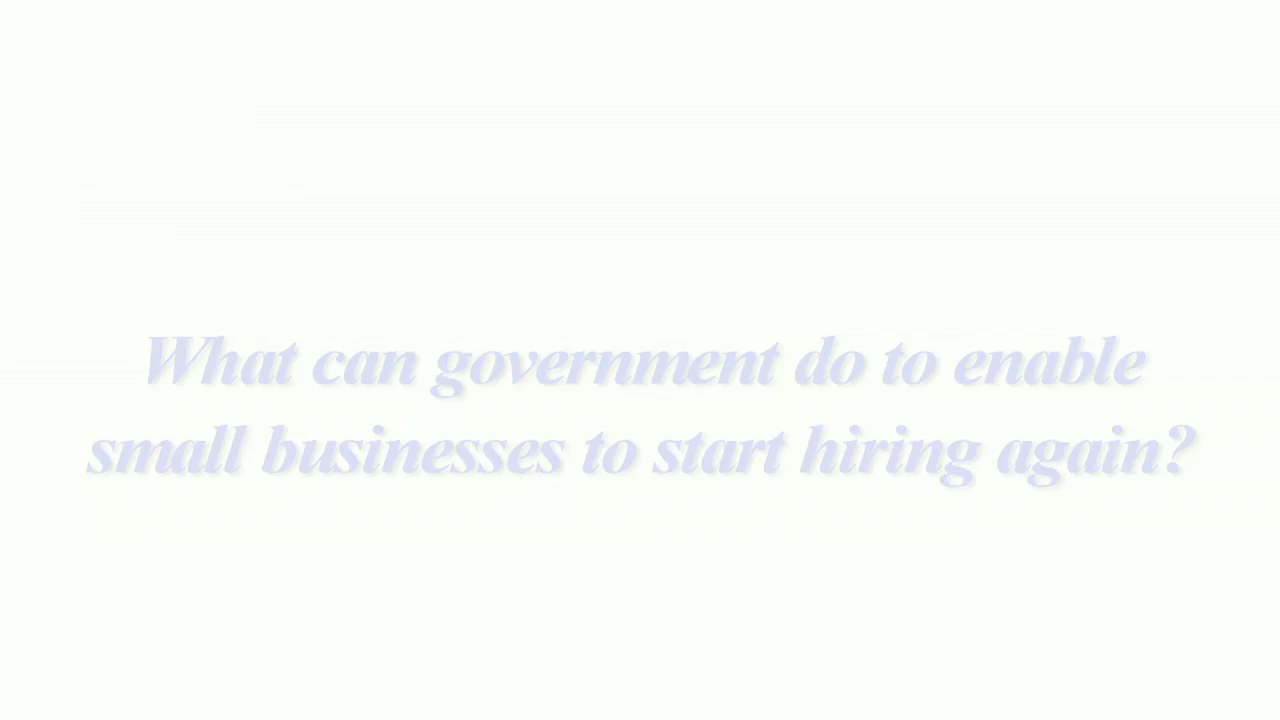 What can government do to enable
small businesses to start hiring again?